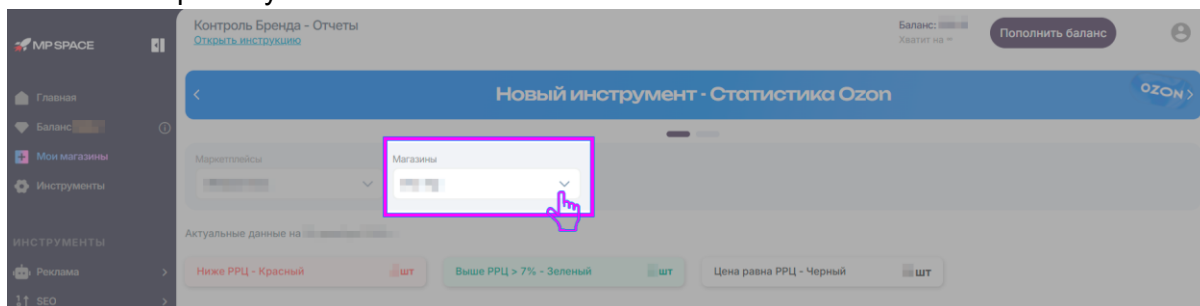 Контроль Бренда - Отчеты
Открыть инструкцию
Баланс:
Хватит на ~
Пополнить баланс
MP SPACE
Новый инструмент - Статистика Ozon
OZON
Главная
Баланс
Мои магазины
Инструменты
Маркетплейсы
Магазины
Актуальные данные на
ИНСТРУМЕНТЫ
Ниже РРЦ - Красный шт
Выше РРЦ > 7% - Зеленый шт
Цена равна РРЦ - Черный шт
Реклама
SEO